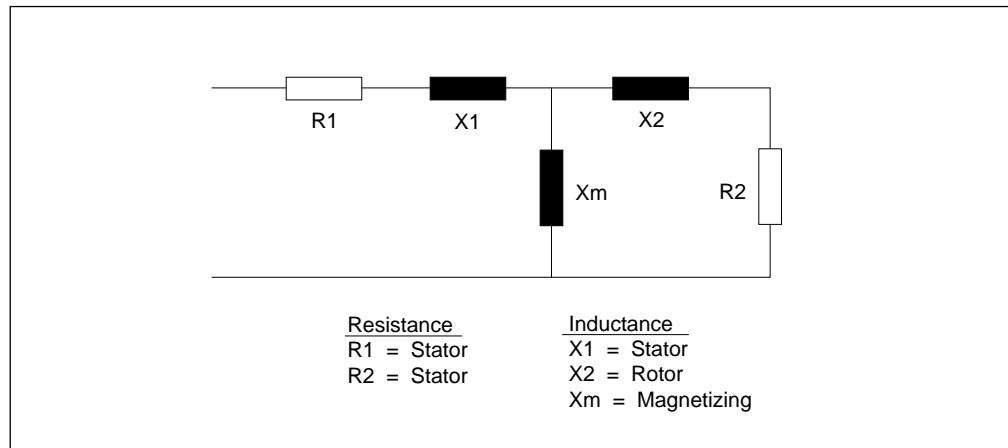 R1
X1
X2
Xm
R2
Resistance
R1 = Stator
R2 = Stator
Inductance
X1 = Stator
X2 = Rotor
Xm = Magnetizing